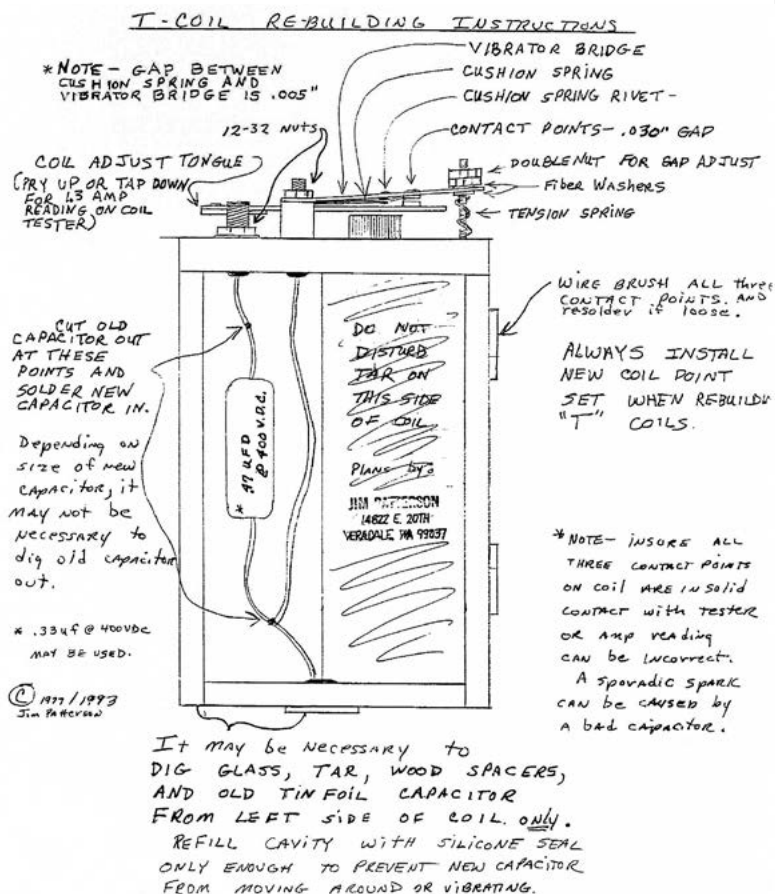 T-COIL RE-BUILDING INSTRUCTIONS
*NOTE - GAP BETWEEN
CUSHION SPRING AND
VIBRATOR BRIDGE IS .005"
VIBRATOR BRIDGE
CUSHION SPRING
CUSHION SPRING RIVET -
CONTACT POINTS - .030" GAP
12-32 NUTS
DOUBLE NUT FOR GAP ADJUST
Fiber Washers
TENSION SPRING
COIL ADJUST TONGUE
(PRY UP OR TAP DOWN
FOR 1.3 AMP
READING ON COIL
TESTER)
WIRE BRUSH ALL three
CONTACT POINTS. AND
resolder if loose.
ALWAYS INSTALL
NEW COIL POINT
SET WHEN REBUILDIN
"T" COILS.
CUT OLD
CAPACITOR OUT
AT THESE
POINTS AND
SOLDER NEW
CAPACITOR IN.
Depending on
size of new
capacitor, it
may not be
necessary to
dig old capacitor
out.
* .33uf @ 400VDC
MAY BE USED.
© 1977/1993
Jim Patterson
* .47 UFD
@ 400 V.D.C.
DO NOT
DISTURB
TAR ON
THIS SIDE
OF COIL
PLANS by:
JIM PATTERSON
14622 E. 20TH
VERADALE, WA 99037
*NOTE - INSURE ALL
THREE CONTACT POINTS
ON COIL ARE IN SOLID
CONTACT WITH TESTER
OR AMP READING
CAN BE INCORRECT.
A SPORADIC SPARK
CAN BE CAUSED by
A bad CAPACITOR.
It may be necessary to
DIG GLASS, TAR, WOOD SPACERS,
AND OLD TIN FOIL CAPACITOR
FROM LEFT SIDE OF COIL ONLY.
REFILL CAVITY WITH SILICONE SEAL
ONLY ENOUGH TO PREVENT NEW CAPACITOR
FROM MOVING AROUND OR VIBRATING.